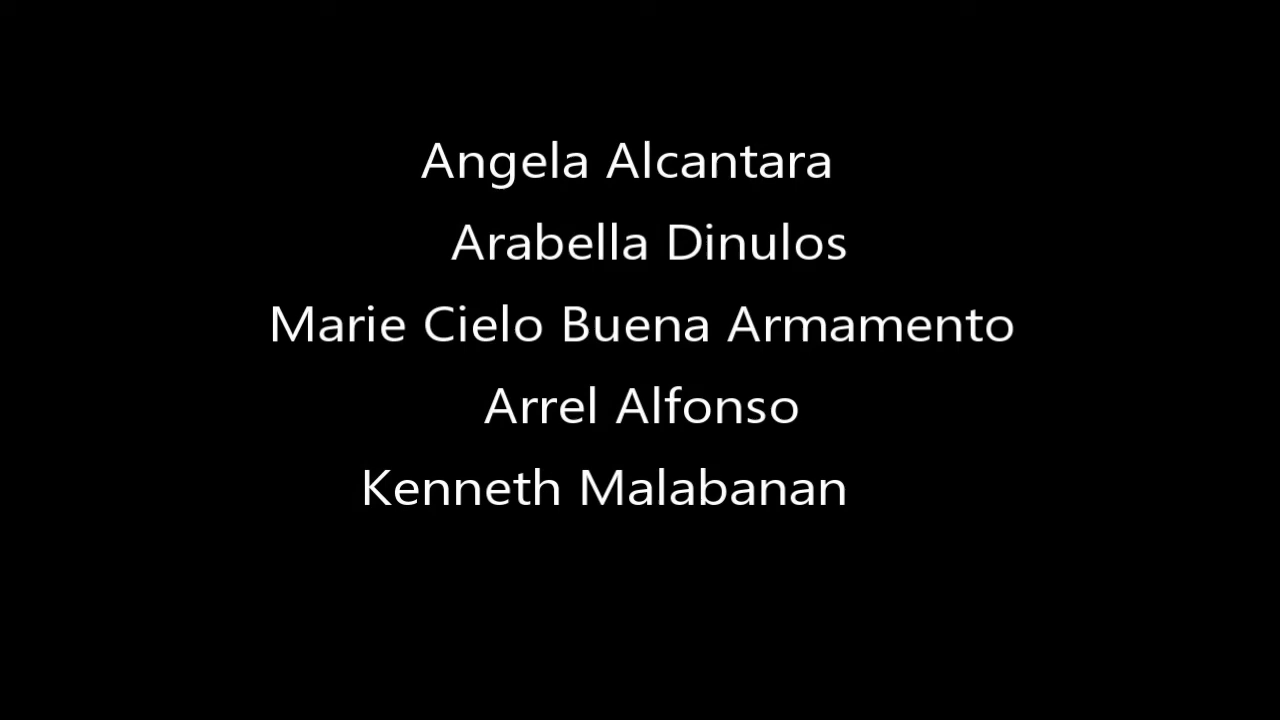 Angela Alcantara
Arabella Dinulos
Marie Cielo Buena Armamento
Arrel Alfonso
Kenneth Malabanan